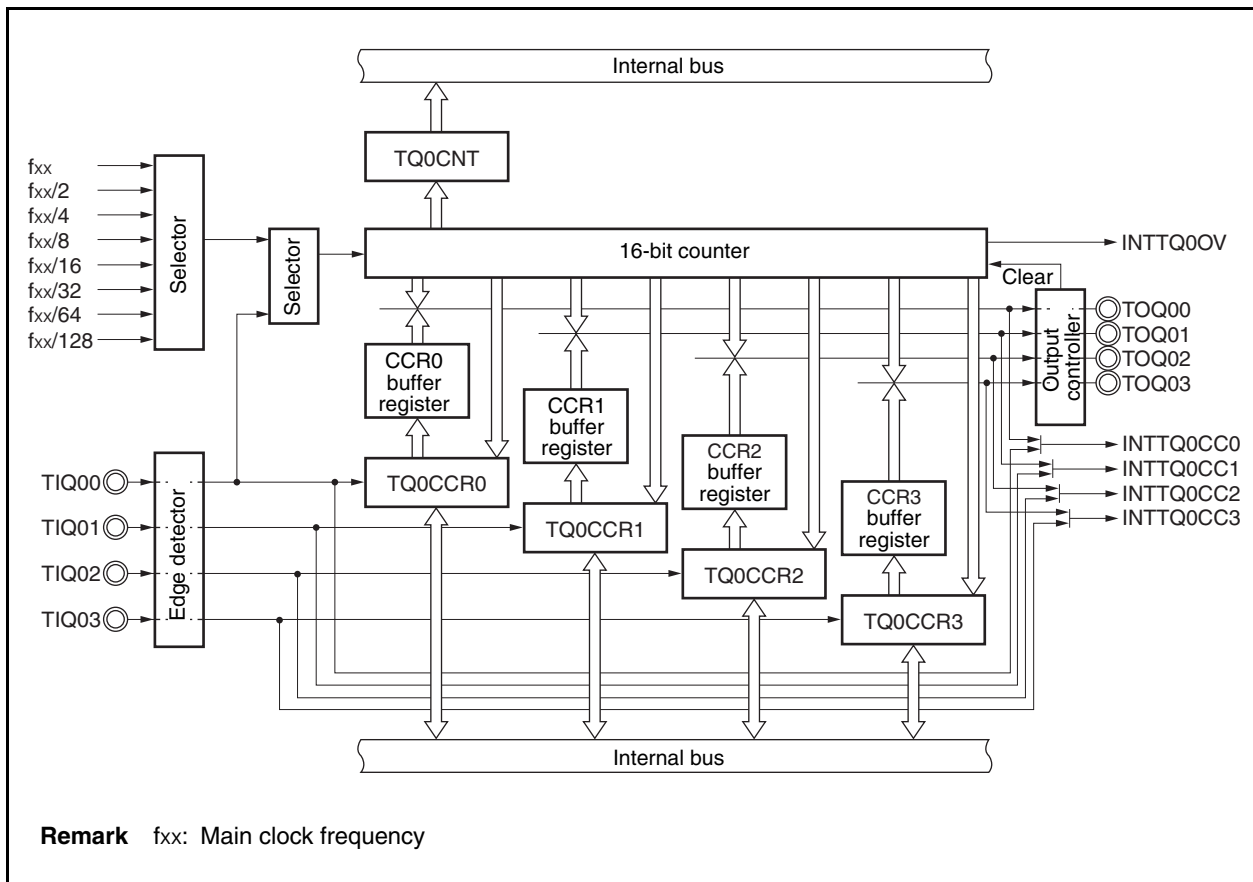 Internal bus
TQ0CNT
fxx
fxx/2
fxx/4
fxx/8
fxx/16
fxx/32
fxx/64
fxx/128
Selector
Selector
16-bit counter
INTTQ0OV
Clear
Output
controller
TOQ00
TOQ01
TOQ02
TOQ03
CCR0
buffer
register
CCR1
buffer
register
CCR2
buffer
register
CCR3
buffer
register
INTTQ0CC0
INTTQ0CC1
INTTQ0CC2
INTTQ0CC3
TIQ00
TIQ01
TIQ02
TIQ03
Edge detector
TQ0CCR0
TQ0CCR1
TQ0CCR2
TQ0CCR3
Internal bus
Remark fxx: Main clock frequency